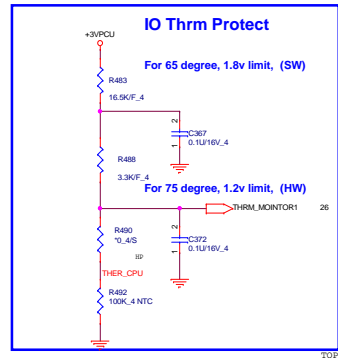 IO Thrm Protect
+3VPCU
For 65 degree, 1.8v limit, (SW)
R483
16.5K/F_4
2
C367
0.1U/16V_4
1
R488
3.3K/F_4
For 75 degree, 1.2v limit, (HW)
THRM_MOINTOR1 26
R490
*0_4/S
2
C372
0.1U/16V_4
1
HP
THER_CPU
R492
100K_4 NTC
TOP